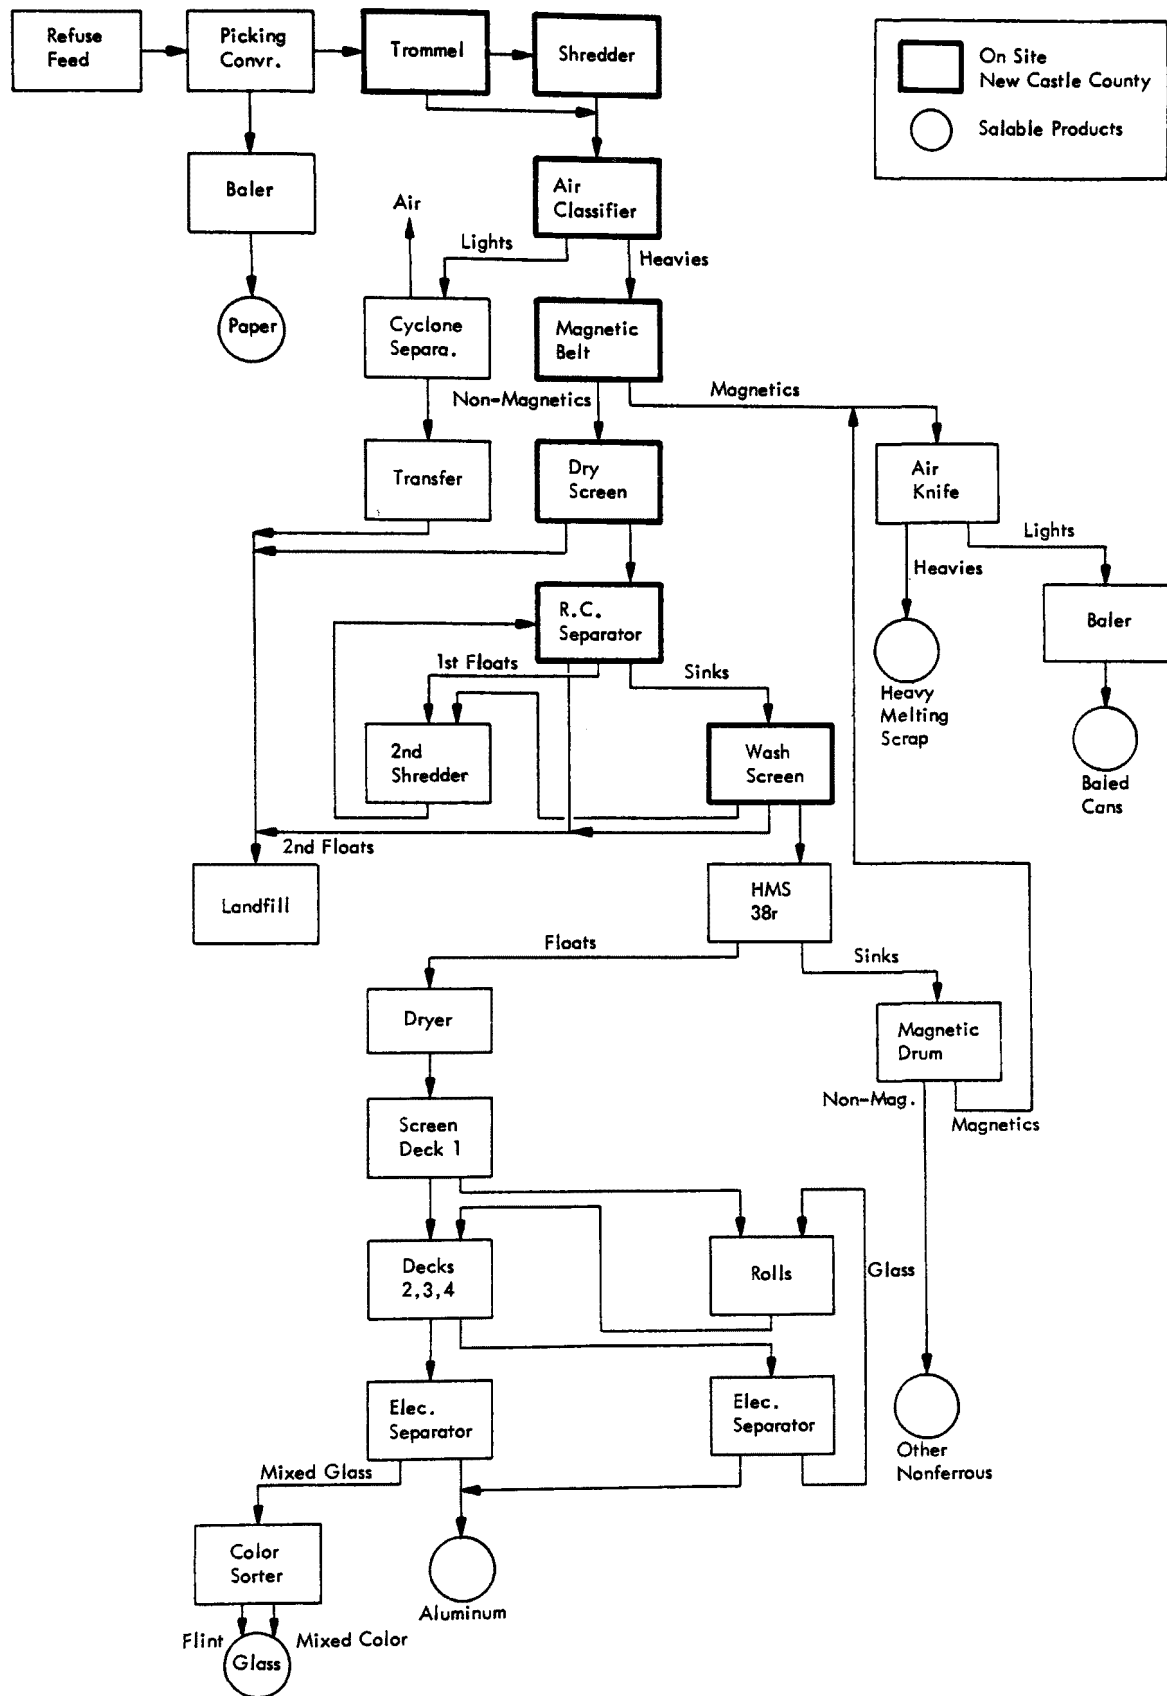 Refuse
Feed
Picking
Convr.
Trommel
Shredder
On Site
New Castle County
Salable Products
Baler
Air
Classifier
Air
Lights
Heavies
Paper
Cyclone
Separa.
Magnetic
Belt
Non-Magnetics
Magnetics
Transfer
Dry
Screen
Air
Knife
Lights
Heavies
R.C.
Separator
Baler
1st Floats
Sinks
Heavy
Melting
Scrap
2nd
Shredder
Wash
Screen
Baled
Cans
2nd Floats
Landfill
HMS
38r
Floats
Sinks
Dryer
Magnetic
Drum
Non-Mag.
Magnetics
Screen
Deck 1
Decks
2,3,4
Rolls
Glass
Elec.
Separator
Elec.
Separator
Other
Nonferrous
Mixed Glass
Color
Sorter
Aluminum
Flint
Mixed Color
Glass